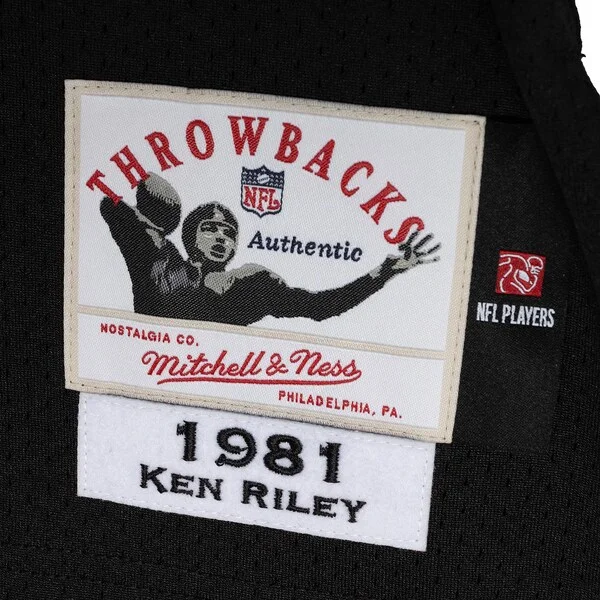 THROWBACKS
NFL
Authentic
NFL PLAYERS
NOSTALGIA CO.
Mitchell & Ness
PHILADELPHIA, PA.
1981
KEN RILEY